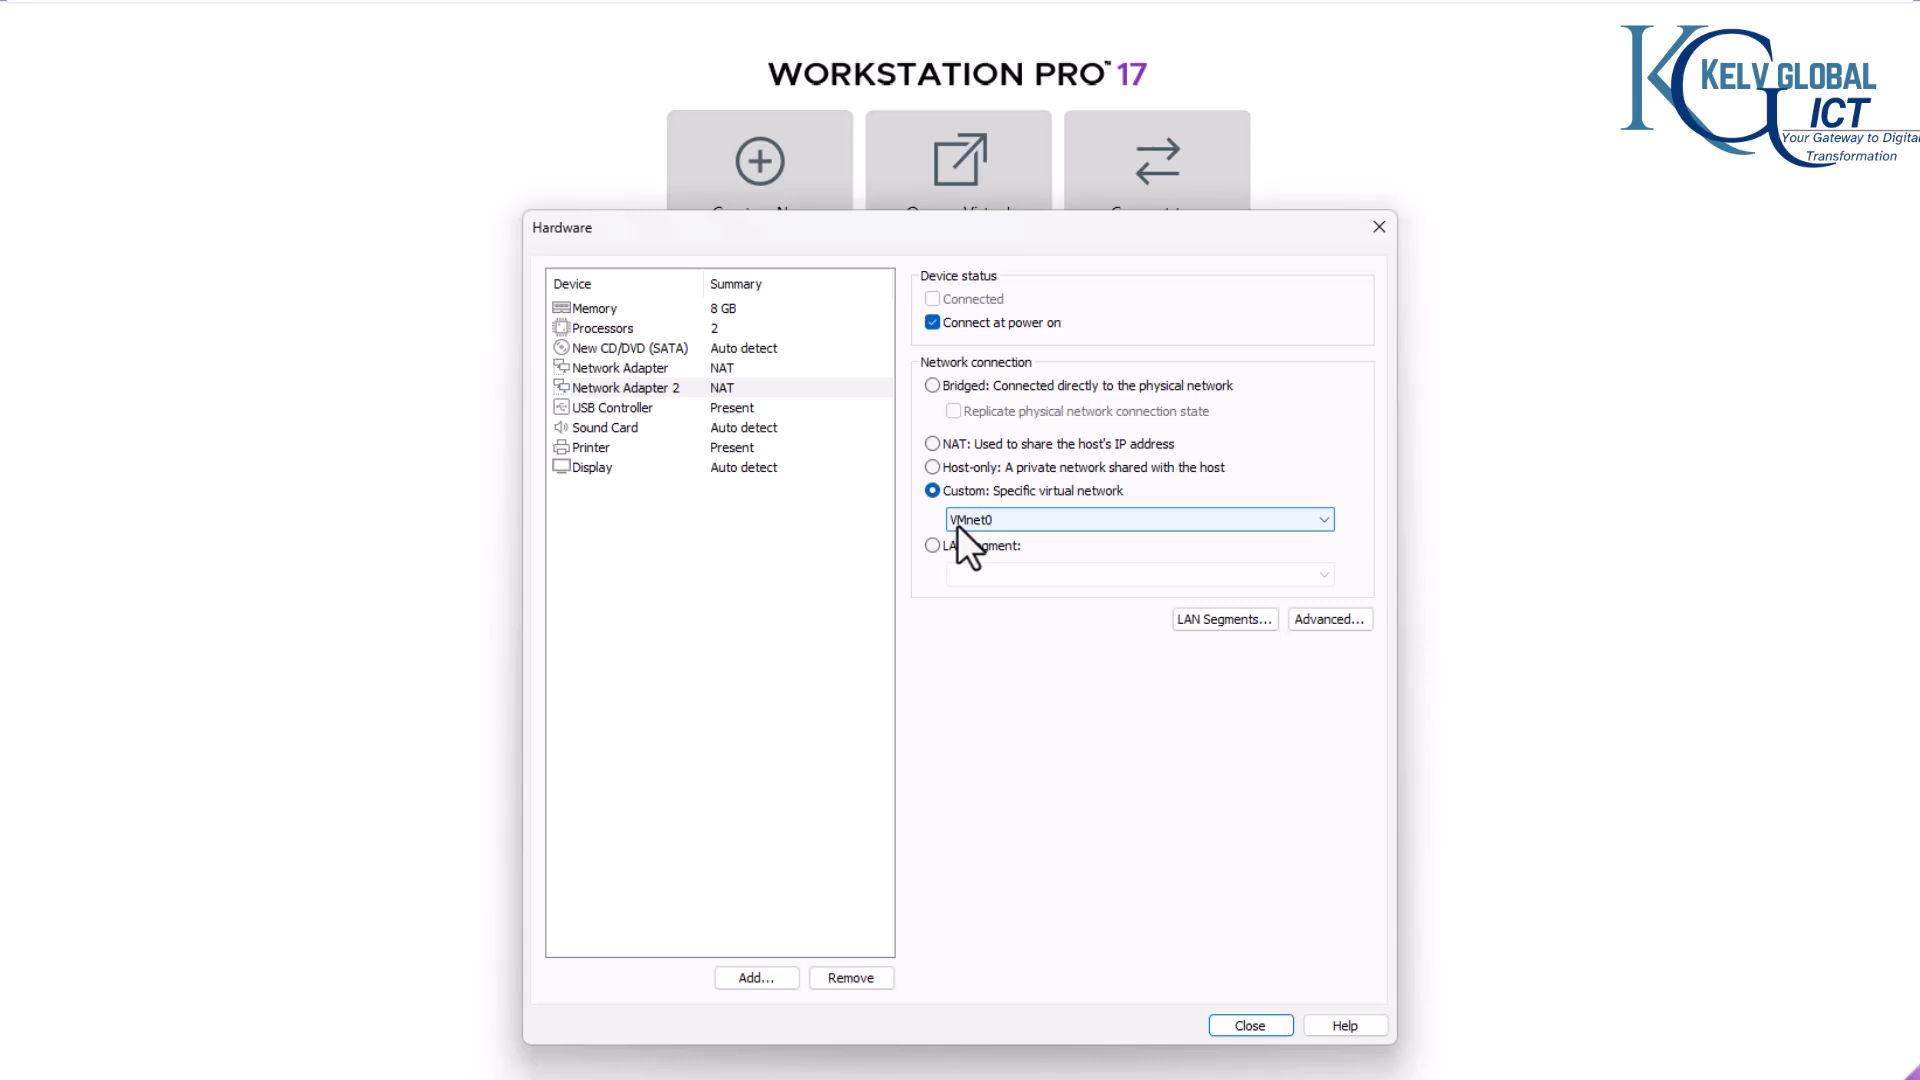 WORKSTATION PRO™ 17
KELV GLOBAL
ICT
Your Gateway to Digital
Transformation
Hardware
Device Summary
Memory 8 GB
Processors 2
New CD/DVD (SATA) Auto detect
Network Adapter NAT
Network Adapter 2 NAT
USB Controller Present
Sound Card Auto detect
Printer Present
Display Auto detect
Device status
Connected
Connect at power on
Network connection
Bridged: Connected directly to the physical network
Replicate physical network connection state
NAT: Used to share the host's IP address
Host-only: A private network shared with the host
Custom: Specific virtual network
VMnet0
LAN Segment:
LAN Segments... Advanced...
Add... Remove
Close Help